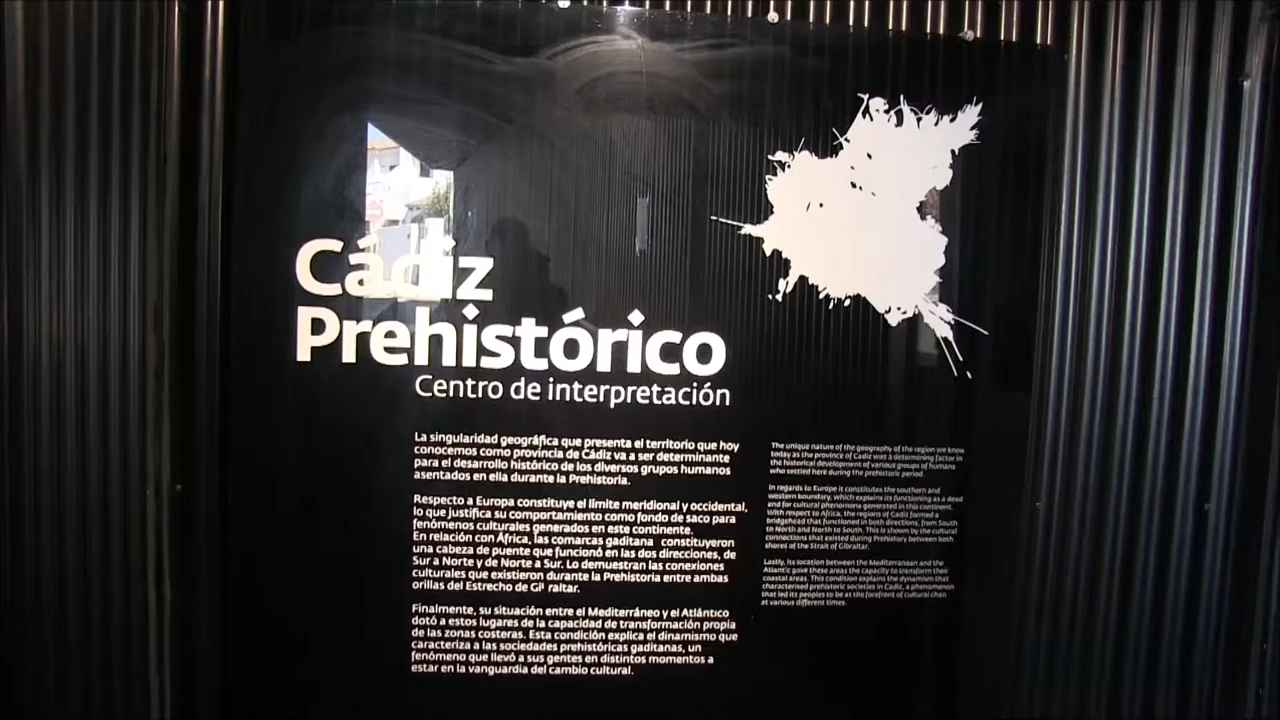 Cádiz
Prehistórico
Centro de interpretación
La singularidad geográfica que presenta el territorio que hoy
conocemos como provincia de Cádiz va a ser determinante
para el desarrollo histórico de los diversos grupos humanos
asentados en ella durante la Prehistoria.
Respecto a Europa constituye el límite meridional y occidental,
lo que justifica su comportamiento como fondo de saco para
fenómenos culturales generados en este continente.
En relación con África, las comarcas gaditana constituyeron
una cabeza de puente que funcionó en las dos direcciones, de
Sur a Norte y de Norte a Sur. Lo demuestran las conexiones
culturales que existieron durante la Prehistoria entre ambas
orillas del Estrecho de Gi raltar.
Finalmente, su situación entre el Mediterráneo y el Atlántico
dotó a estos lugares de la capacidad de transformación propia
de las zonas costeras. Esta condición explica el dinamismo que
caracteriza a las sociedades prehistóricas gaditanas, un
fenómeno que llevó a sus gentes en distintos momentos a
estar en la vanguardia del cambio cultural.
The unique nature of the geography of the region we know
today as the province of Cadiz was a determining factor in
the historical development of various groups of humans
who settled here during the prehistoric period.
In regards to Europe it constitutes the southern and
western boundary, which explains its functioning as a dead
end for cultural phenomena generated in this continent.
With respect to Africa, the regions of Cadiz formed a
bridgehead that functioned in both directions, from South
to North and North to South. This is shown by the cultural
connections that existed during Prehistory between both
shores of the Strait of Gibraltar.
Lastly, its location between the Mediterranean and the
Atlantic gave these areas the capacity to transform their
coastal areas. This condition explains the dynamism that
characterised prehistoric societies in Cadiz, a phenomenon
that led its peoples to be at the forefront of cultural chan
at various different times.